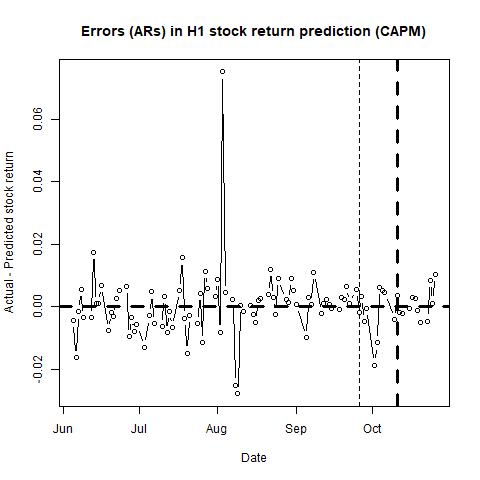 Errors (ARs) in H1 stock return prediction (CAPM)
Actual - Predicted stock return
0.06
0.04
0.02
0.00
-0.02
Jun Jul Aug Sep Oct
Date